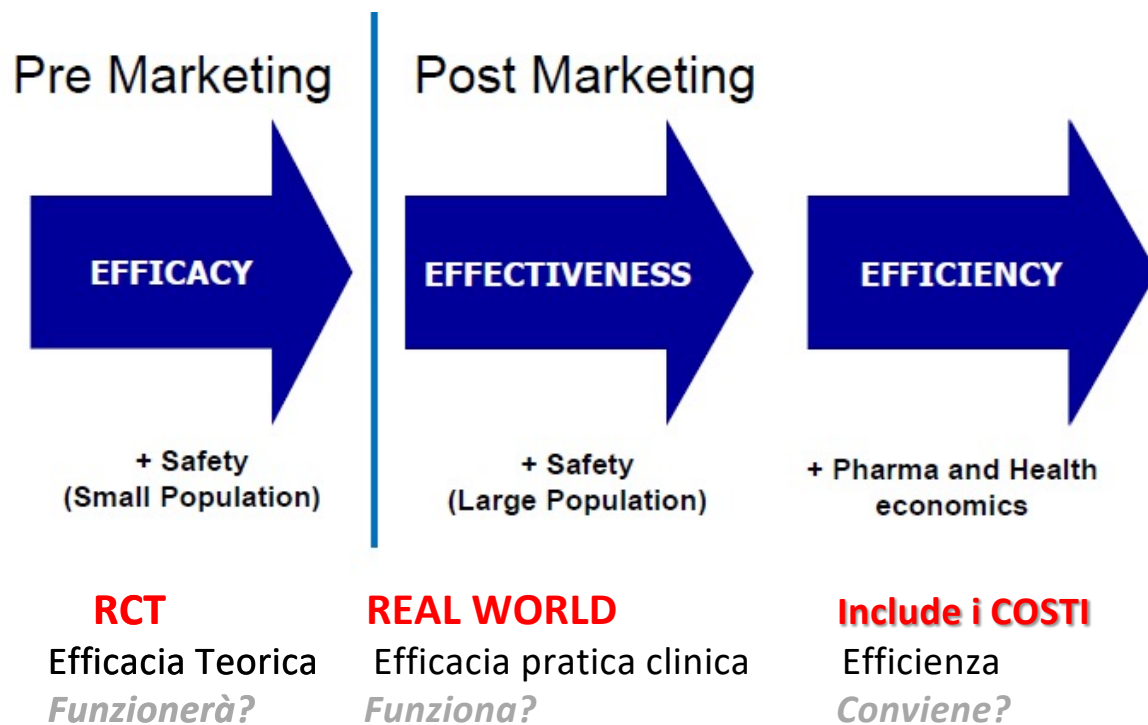 Pre Marketing
Post Marketing
EFFICACY
EFFECTIVENESS
EFFICIENCY
+ Safety
(Small Population)
+ Safety
(Large Population)
+ Pharma and Health
economics
RCT
REAL WORLD
Include i COSTI
Efficacia Teorica
Efficacia pratica clinica
Efficienza
Funzionerà?
Funziona?
Conviene?